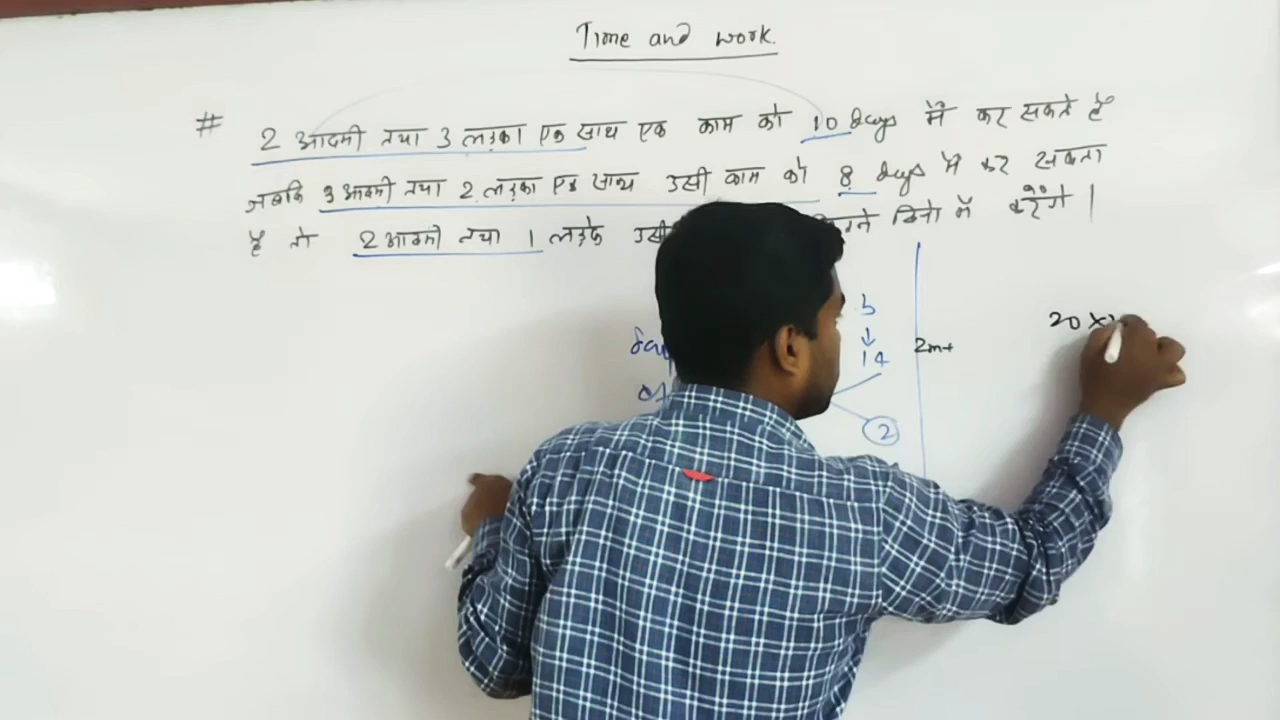 Time and work.
# 2 आदमी तथा 3 लड़का एक साथ एक काम को 10 days में कर सकते हैं
जबकि 3 आदमी तथा 2 लड़का एक साथ उसी काम को 8 days में कर सकता
है तो 2 आदमी तथा 1 लड़के उसी दिनों में करेंगे।
b
↓
14
2
2m+
20 ×